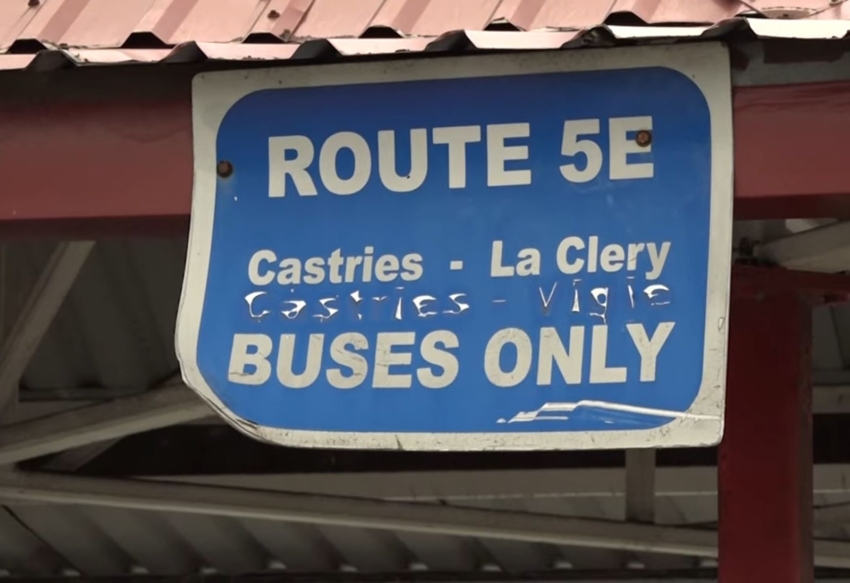 ROUTE 5E
Castries - La Clery
Castries - Vigie
BUSES ONLY